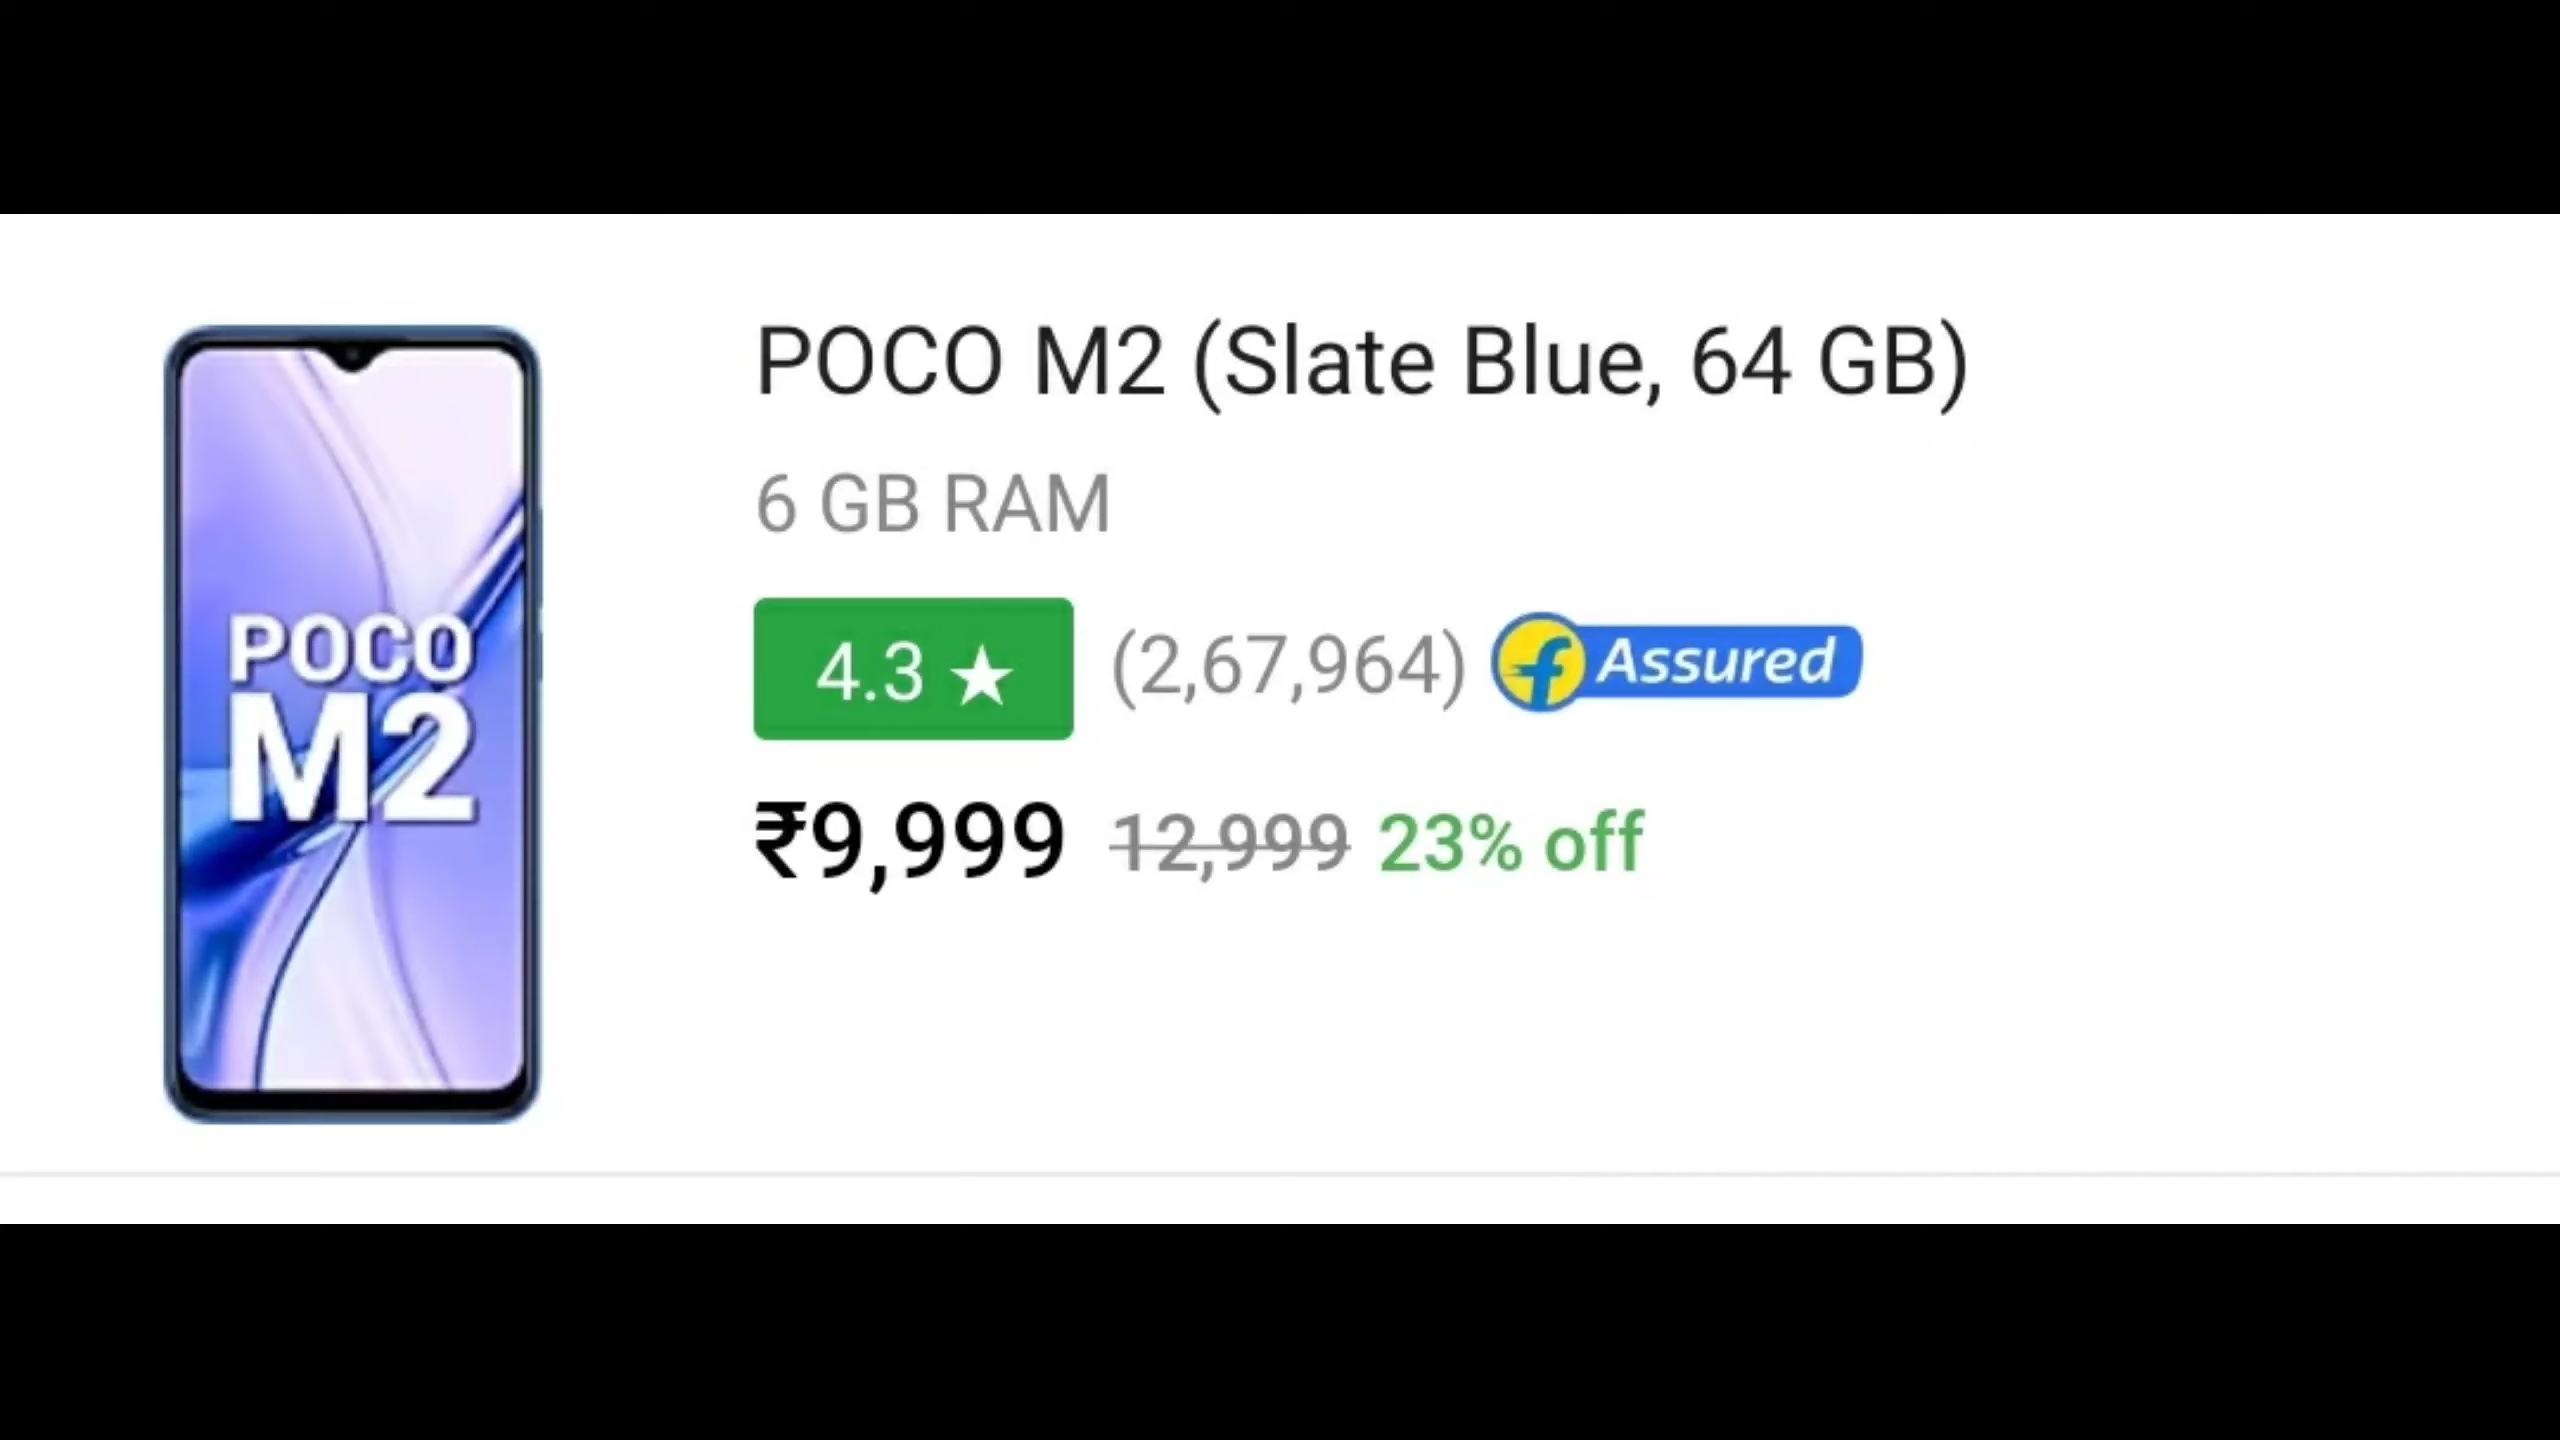 POCO
M2
POCO M2 (Slate Blue, 64 GB)
6 GB RAM
4.3 ★ (2,67,964) f Assured
₹9,999 12,999 23% off